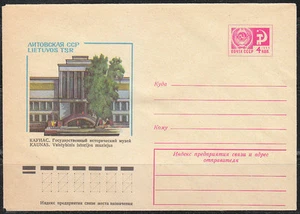 ЛИТОВСКАЯ ССР
LIETUVOS TSR
ПОЧТА СССР
4 КОП.
КАУНАС. Государственный исторический музей
KAUNAS. Valstybinis istorijos muziejus
Куда
Кому
Индекс предприятия связи и адрес
отправителя
Индекс предприятия связи места назначения